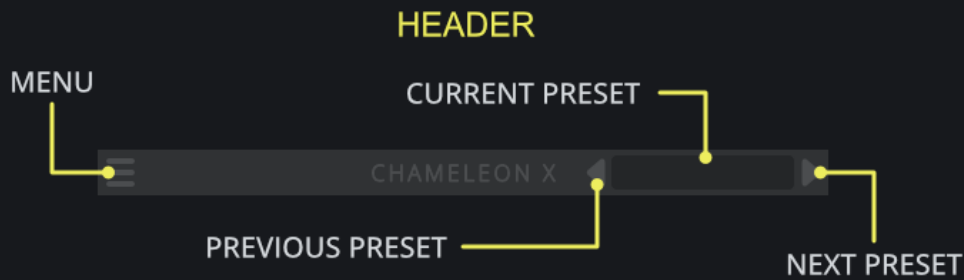 HEADER
MENU
CURRENT PRESET
CHAMELEON X
PREVIOUS PRESET
NEXT PRESET